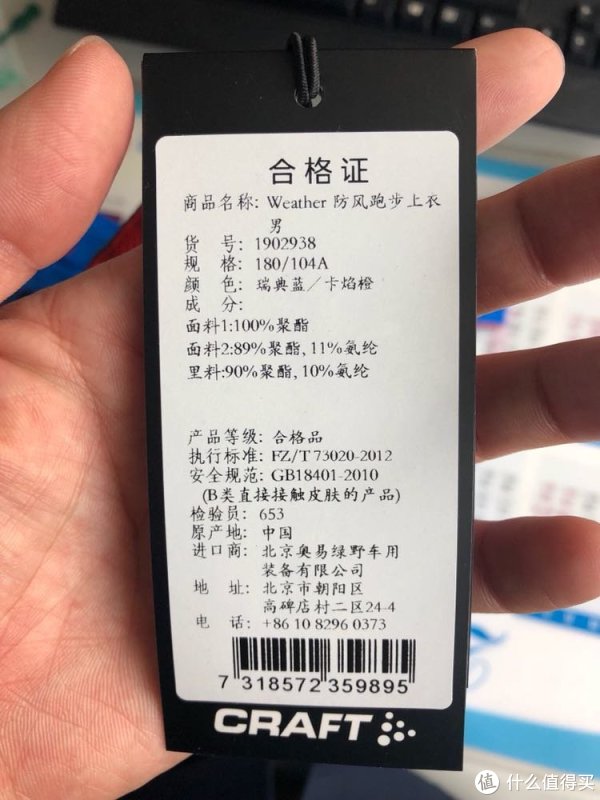 合格证
商品名称: Weather 防风跑步上衣
男
货 号: 1902938
规 格: 180/104A
颜 色: 瑞典蓝/卡焰橙
成 分:
面料1:100%聚酯
面料2:89%聚酯, 11%氨纶
里料:90%聚酯, 10%氨纶
产品等级: 合格品
执行标准: FZ/T 73020-2012
安全规范: GB18401-2010
(B类直接接触皮肤的产品)
检验员: 653
原产地: 中国
进口商: 北京奥易绿野车用
装备有限公司
地 址: 北京市朝阳区
高碑店村二区24-4
电 话: +86 10 8296 0373
7 318572 359895
CRAFT
值 什么值得买